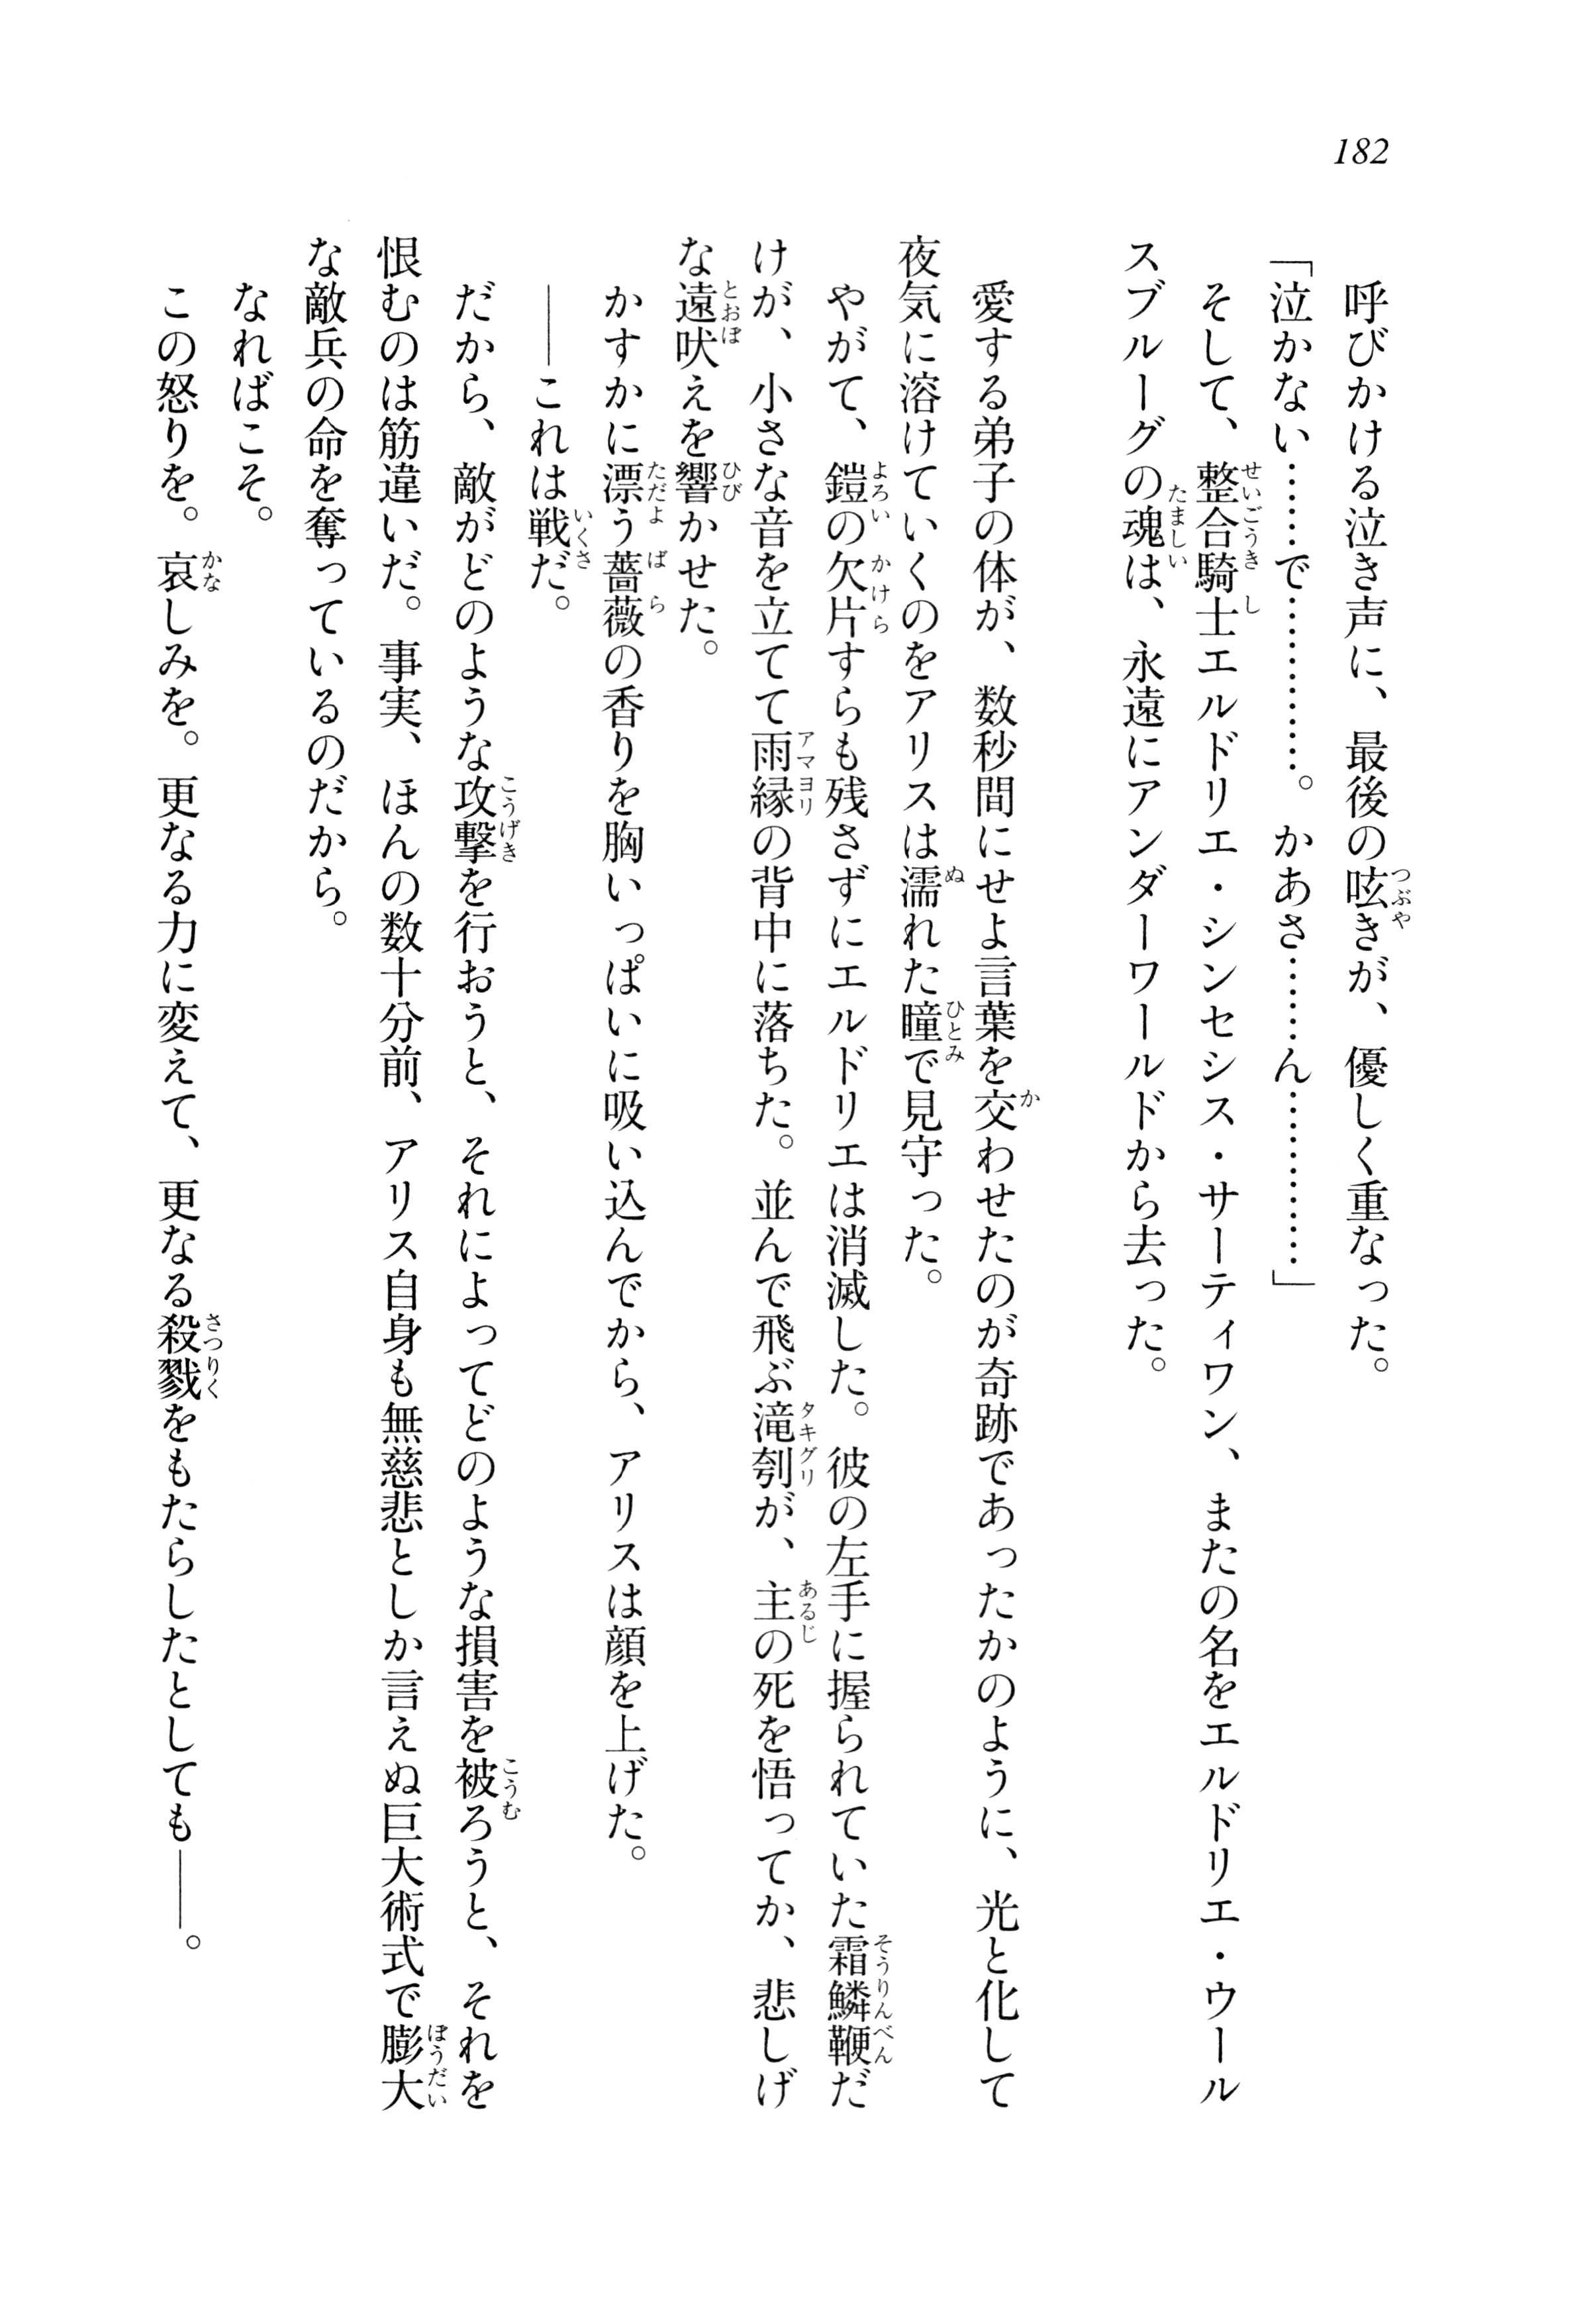 182
呼びかける泣き声に、最後の呟きが、優しく重なった。
「泣かない……で…………。かあさ………ん…………」
そして、整合騎士エルドリエ・シンセシス・サーティワン、またの名をエルドリエ・ウール
スブルーグの魂は、永遠にアンダーワールドから去った。
愛する弟子の体が、数秒間にせよ言葉を交わせたのが奇跡であったかのように、光と化して
夜気に溶けていくのをアリスは濡れた瞳で見守った。
やがて、鎧の欠片すらも残さずにエルドリエは消滅した。彼の左手に握られていた霜鱗鞭だ
けが、小さな音を立てて雨縁の背中に落ちた。並んで飛ぶ滝刳が、主の死を悟ってか、悲しげ
な遠吠えを響かせた。
かすかに漂う薔薇の香りを胸いっぱいに吸い込んでから、アリスは顔を上げた。
――これは戦だ。
だから、敵がどのような攻撃を行おうと、それによってどのような損害を被ろうと、それを
恨むのは筋違いだ。事実、ほんの数十分前、アリス自身も無慈悲としか言えぬ巨大術式で膨大
な敵兵の命を奪っているのだから。
なればこそ。
この怒りを。哀しみを。更なる力に変えて、更なる殺戮をもたらしたとしても――。